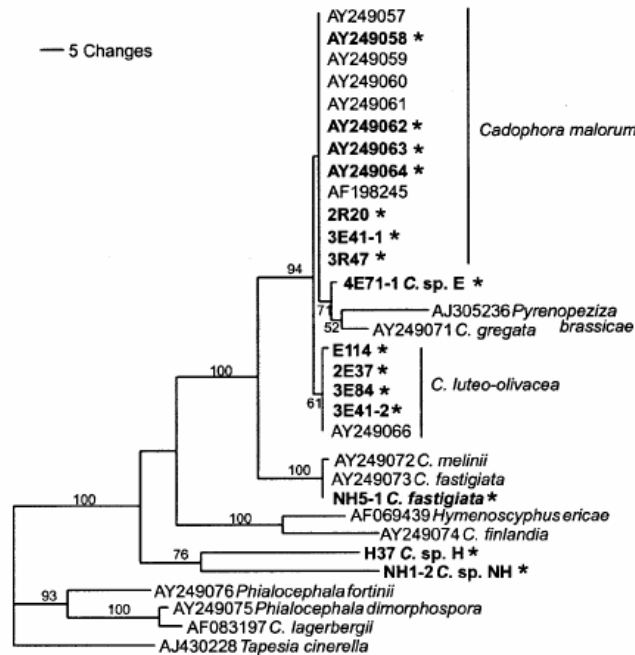 AY249057
5 Changes
AY249058 *
AY249059
AY249060
AY249061
Cadophora malorum
AY249062 *
AY249063 *
AY249064 *
AF198245
2R20 *
3E41-1 *
3R47 *
94
4E71-1 C. sp. E *
71
AJ305236 Pyrenopeziza
brassicae
52
AY249071 C. gregata
E114 *
2E37 *
100
3E84 *
C. luteo-olivacea
61
3E41-2 *
AY249066
AY249072 C. melinii
100
AY249073 C. fastigiata
NH5-1 C. fastigiata *
100
AF069439 Hymenoscyphus ericae
100
AY249074 C. finlandia
H37 C. sp. H *
76
NH1-2 C. sp. NH *
AY249076 Phialocephala fortinii
93
AY249075 Phialocephala dimorphospora
100
AF083197 C. lagerbergii
AJ430228 Tapesia cinerella